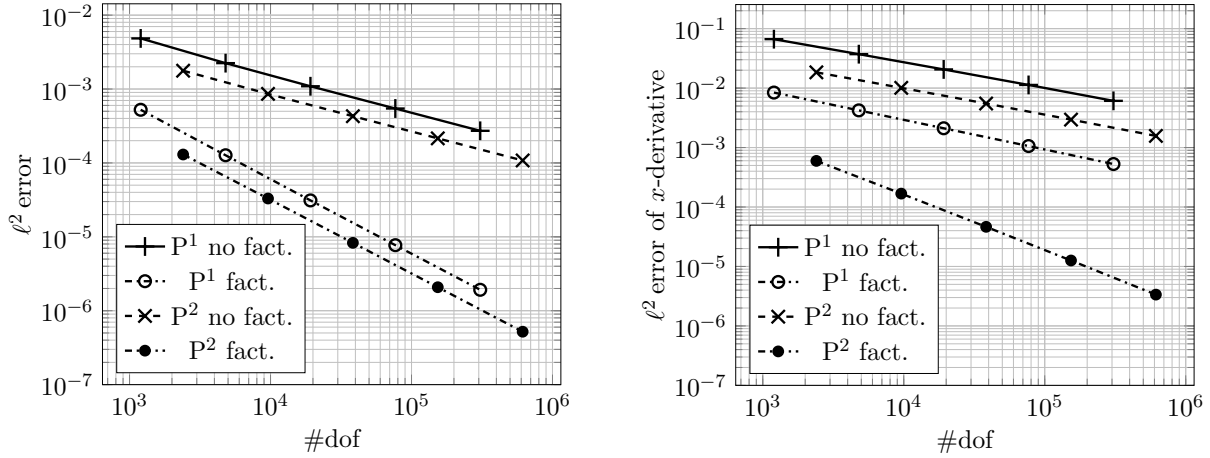 10⁻²
10⁻³
10⁻⁴
10⁻⁵
10⁻⁶
10⁻⁷
ℓ² error
P¹ no fact.
P¹ fact.
P² no fact.
P² fact.
10³ 10⁴ 10⁵ 10⁶
#dof
10⁻¹
10⁻²
10⁻³
10⁻⁴
10⁻⁵
10⁻⁶
10⁻⁷
ℓ² error of x-derivative
P¹ no fact.
P¹ fact.
P² no fact.
P² fact.
10³ 10⁴ 10⁵ 10⁶
#dof